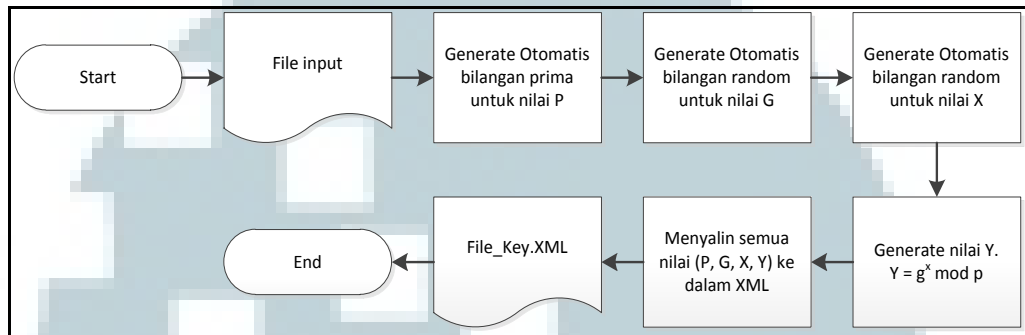 Start
File input
Generate Otomatis
bilangan prima
untuk nilai P
Generate Otomatis
bilangan random
untuk nilai G
Generate Otomatis
bilangan random
untuk nilai X
Generate nilai Y.
Y = gˣ mod p
Menyalin semua
nilai (P, G, X, Y) ke
dalam XML
File_Key.XML
End